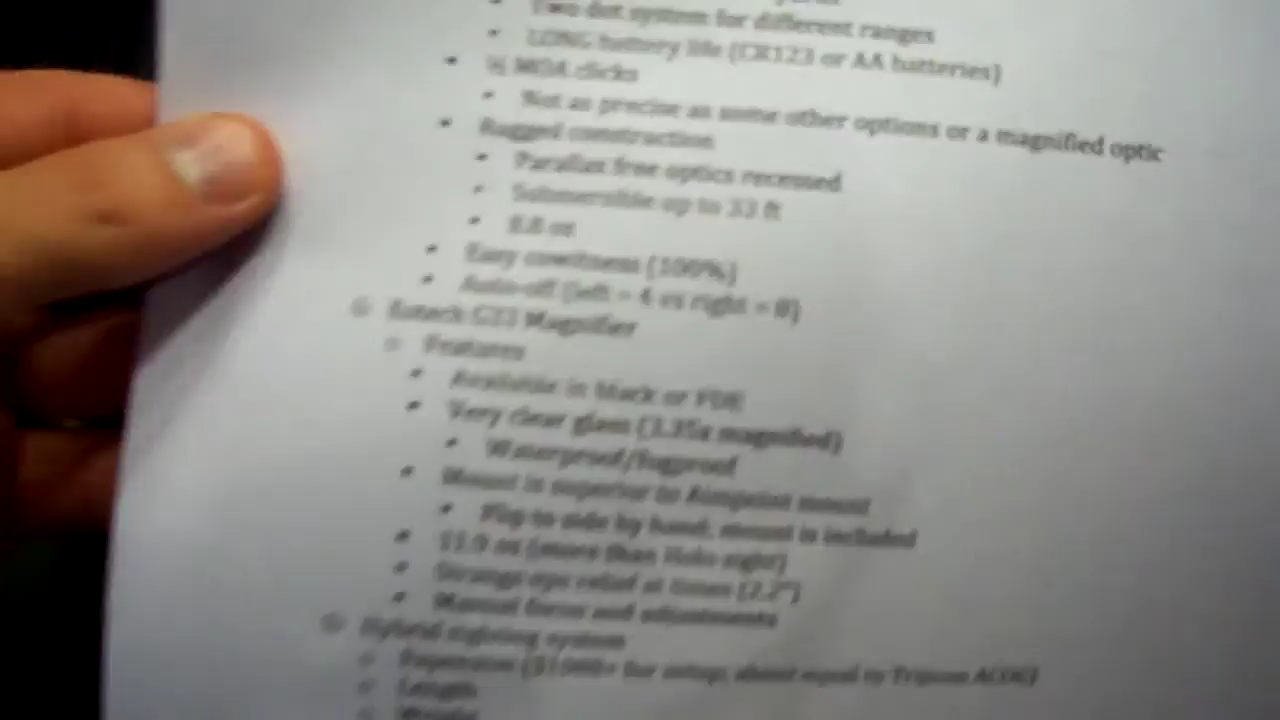 Two dot system for different ranges
LONG battery life (CR123 or AA batteries)
½ MOA clicks
Not as precise as some other options or a magnified optic
Rugged construction
Parallax free optics recessed
Submersible up to 33 ft
oz
Easy cowitness (100%)
Auto-off (left = 4 vs right = 8)
Eotech G33 Magnifier
Features
Available in black or FDE
Very clear glass (3.25x magnified)
Waterproof/fogproof
Mount is superior to Aimpoint mount
Flip to side by hand; mount is included
11.9 oz (more than Holo sight)
Strange eye relief at times (2.2")
Manual focus and adjustments
Hybrid sighting system
Expensive ($1000+ for setup; about equal to Trijicon ACOG)
Length
Weight